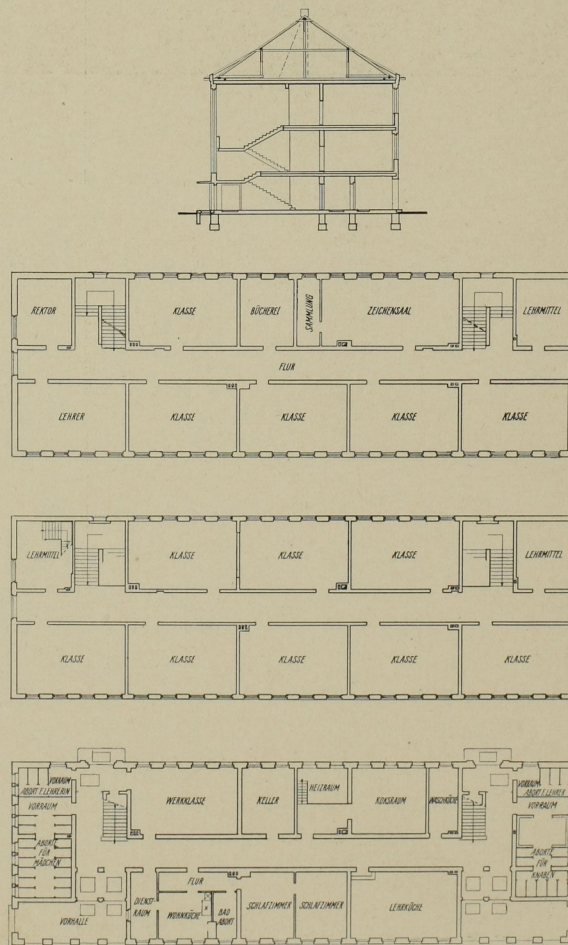 REKTOR
KLASSE
BÜCHEREI
SAMMLUNG
ZEICHENSAAL
LEHRMITTEL
FLUR
LEHRER
KLASSE
KLASSE
KLASSE
KLASSE
LEHRMITTEL
KLASSE
KLASSE
KLASSE
LEHRMITTEL
KLASSE
KLASSE
KLASSE
KLASSE
KLASSE
VORRAUM
ABORT F. LEHRERIN
VORRAUM
ABORTE
FÜR
MÄDCHEN
VORHALLE
WERKKLASSE
KELLER
HEIZRAUM
KOKSRAUM
WASCHKÜCHE
VORRAUM
ABORT F. LEHRER
VORRAUM
ABORTE
FÜR
KNABEN
FLUR
DIENST
RAUM
WOHNKÜCHE
BAD
ABORT
SCHLAFZIMMER
SCHLAFZIMMER
LEHRKÜCHE